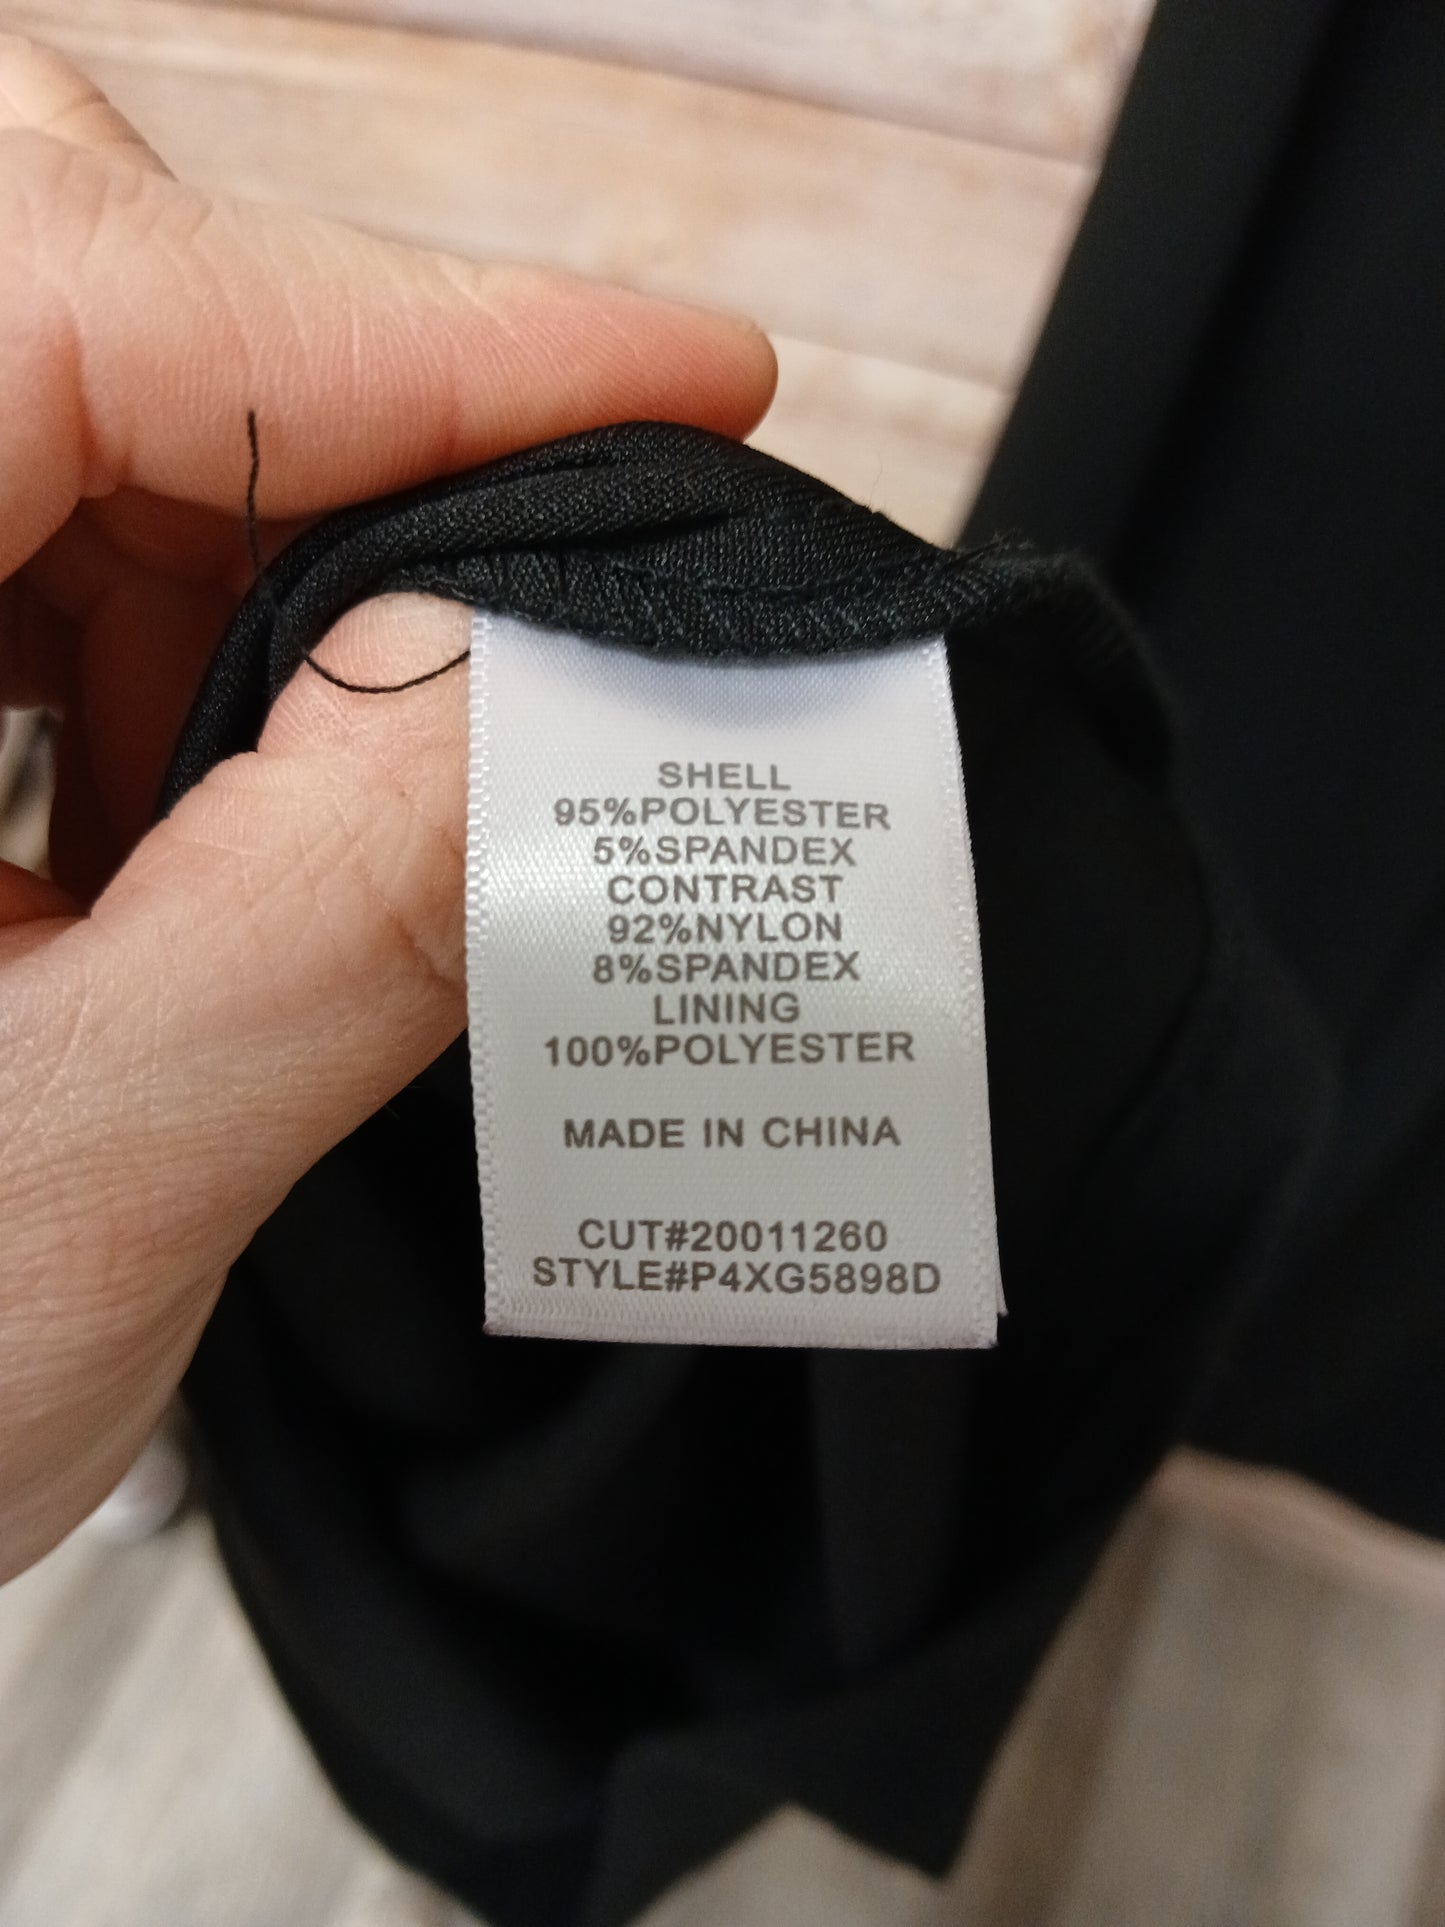 SHELL
95%POLYESTER
5%SPANDEX
CONTRAST
92%NYLON
8%SPANDEX
LINING
100%POLYESTER
MADE IN CHINA
CUT#20011260
STYLE#P4XG5898D